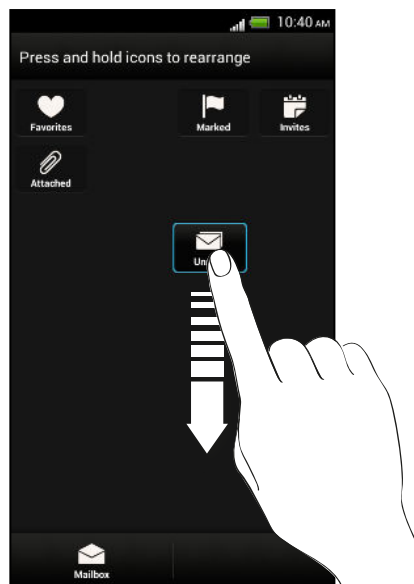 10:40 AM
Press and hold icons to rearrange
Favorites
Marked
Invites
Attached
Mailbox